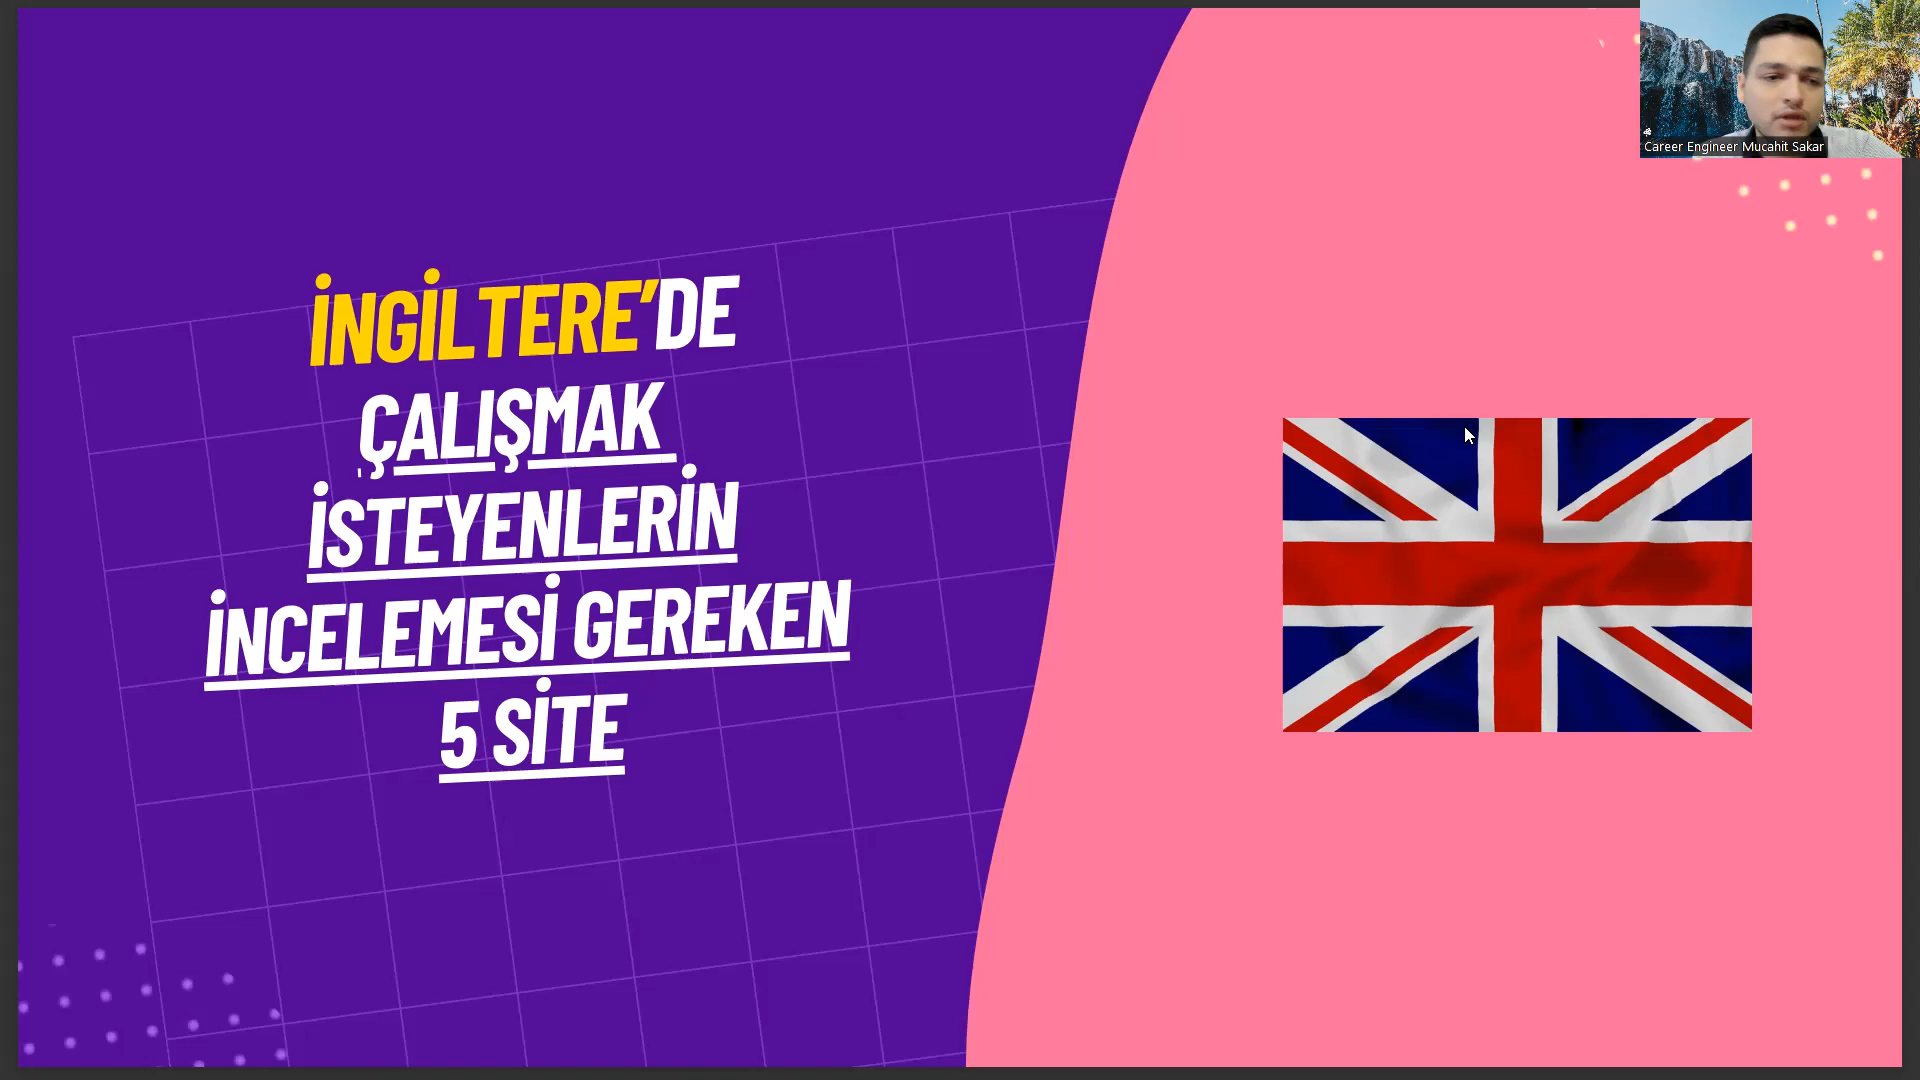 İNGİLTERE’DE
ÇALIŞMAK
İSTEYENLERİN
İNCELEMESİ GEREKEN
5 SİTE
Career Engineer Mucahit Sakar